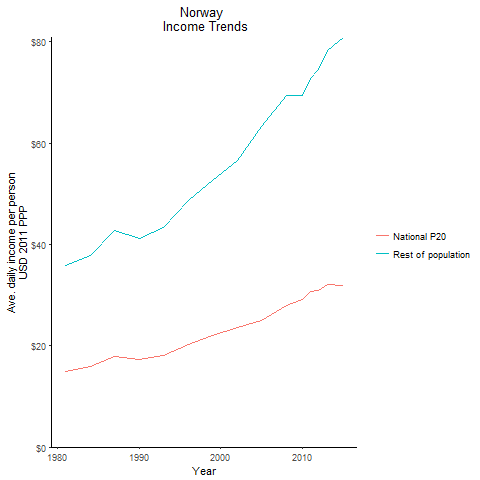 Norway
Income Trends
$80
$60
$40
$20
$0
Ave. daily income per person
USD 2011 PPP
1980
1990
2000
2010
Year
National P20
Rest of population